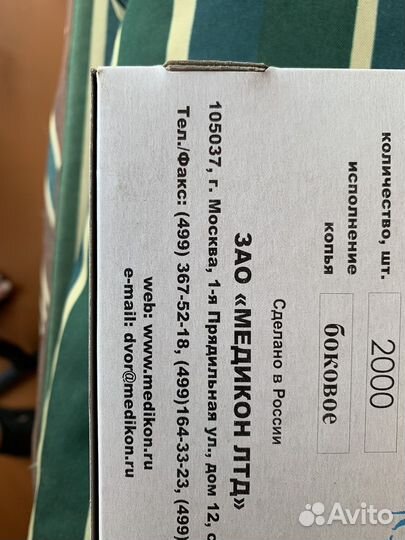 количество, шт.
2000
исполнение
копья
боковое
Сделано в России
ЗАО «МЕДИКОН ЛТД»
105037, г. Москва, 1-я Прядильная ул., дом 12, с
Тел./Факс: (499) 367-52-18, (499)164-33-23, (499)
web: www.medikon.ru
e-mail: dvor@medikon.ru
Avito